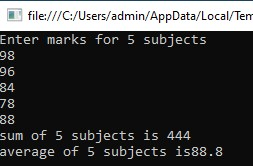 file:///C:/Users/admin/AppData/Local/Tem
Enter marks for 5 subjects
98
96
84
78
88
sum of 5 subjects is 444
average of 5 subjects is88.8